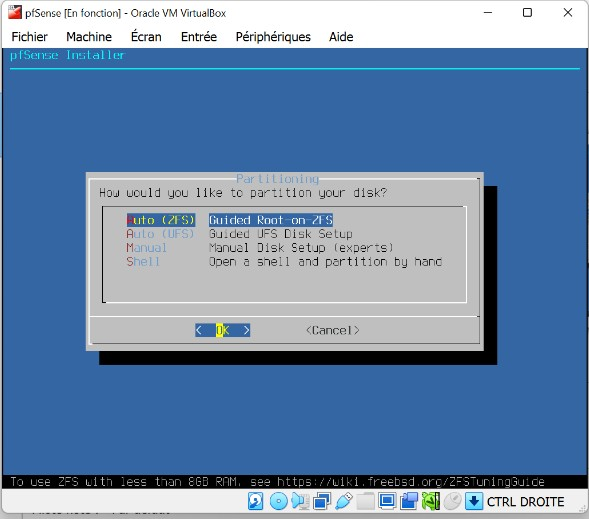 pfSense [En fonction] - Oracle VM VirtualBox
Fichier Machine Écran Entrée Périphériques Aide
pfSense Installer
Partitioning
How would you like to partition your disk?
Auto (ZFS) Guided Root-on-ZFS
Auto (UFS) Guided UFS Disk Setup
Manual Manual Disk Setup (experts)
Shell Open a shell and partition by hand
< OK > <Cancel>
To use ZFS with less than 8GB RAM, see https://wiki.freebsd.org/ZFSTuningGuide
CTRL DROITE